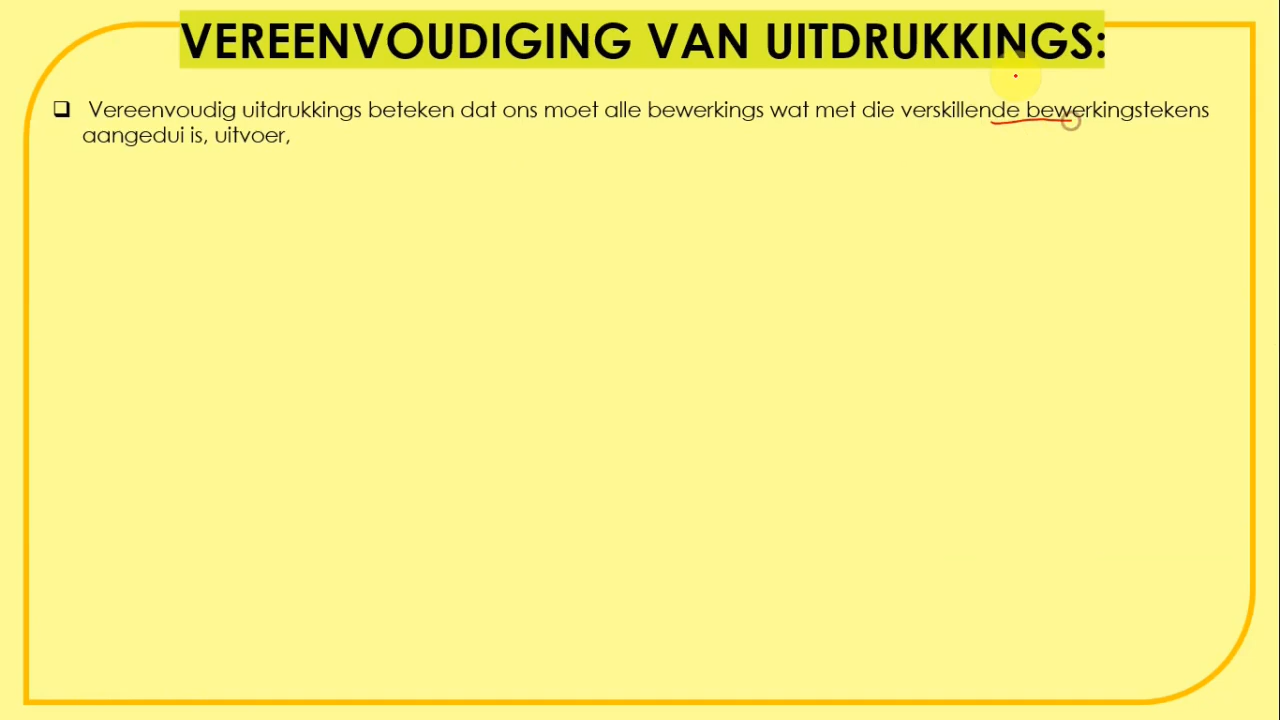 VEREENVOUDIGING VAN UITDRUKKINGS:
Vereenvoudig uitdrukkings beteken dat ons moet alle bewerkings wat met die verskillende bewerkingstekens
aangedui is, uitvoer,